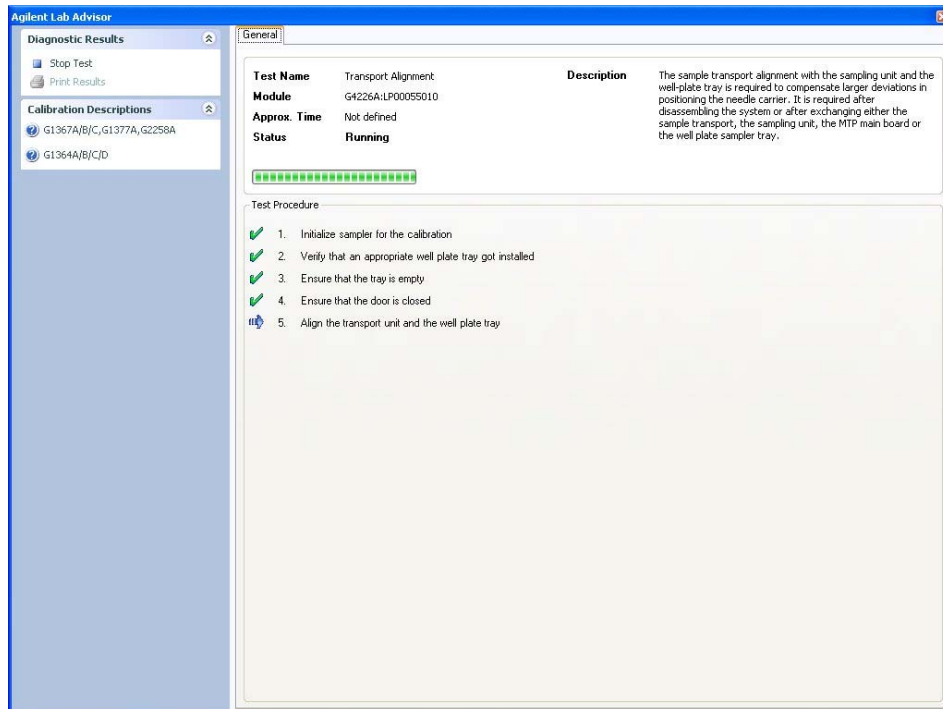 Agilent Lab Advisor
Diagnostic Results
Stop Test
Print Results
Calibration Descriptions
G1367A/B/C,G1377A,G2258A
G1364A/B/C/D
General
Test Name Transport Alignment
Module G4226A:LP00055010
Approx. Time Not defined
Status Running
Description The sample transport alignment with the sampling unit and the
well-plate tray is required to compensate larger deviations in
positioning the needle carrier. It is required after
disassembling the system or after exchanging either the
sample transport, the sampling unit, the MTP main board or
the well plate sampler tray.
Test Procedure
1. Initialize sampler for the calibration
2. Verify that an appropriate well plate tray got installed
3. Ensure that the tray is empty
4. Ensure that the door is closed
5. Align the transport unit and the well plate tray